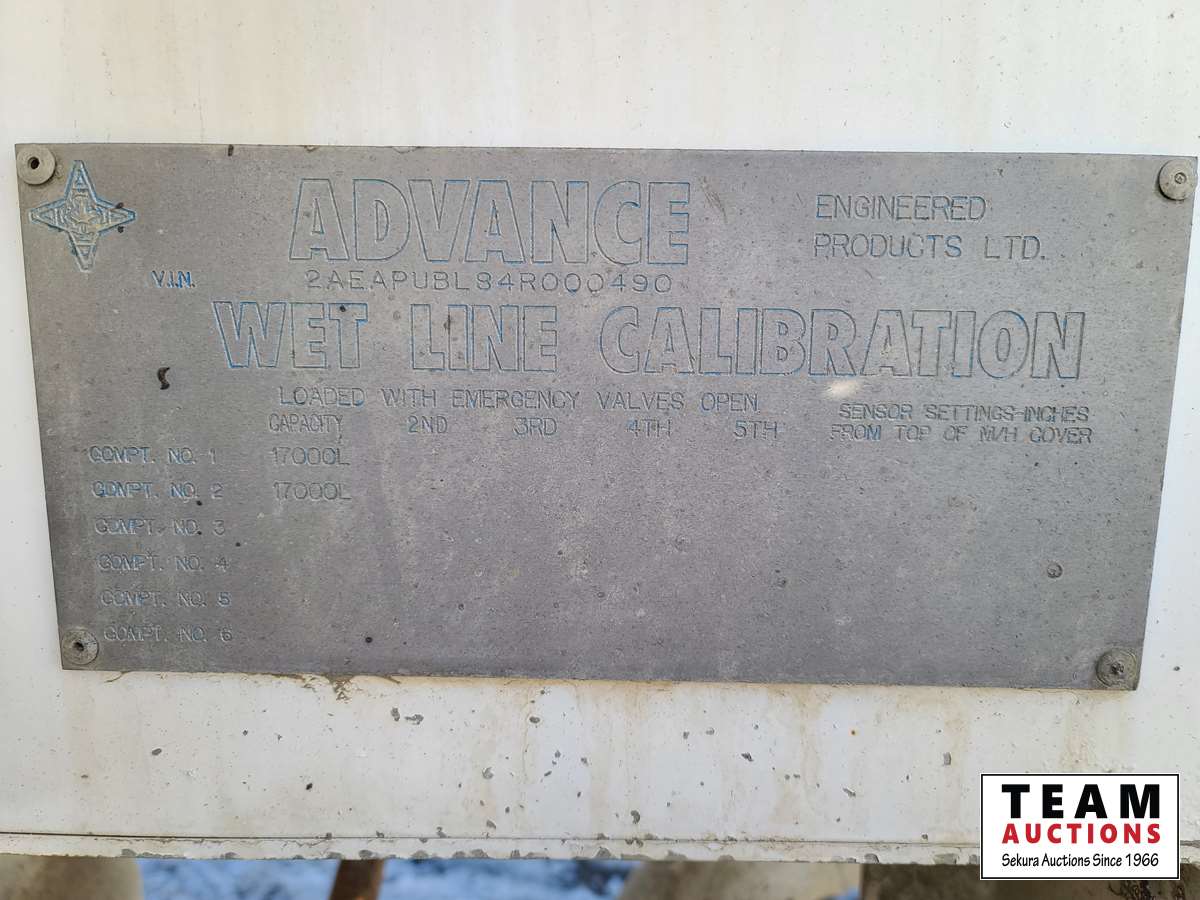 ADVANCE ENGINEERED
PRODUCTS LTD.
V.I.N. 2AEAPUBL84R000490
WET LINE CALIBRATION
LOADED WITH EMERGENCY VALVES OPEN
CAPACITY 2ND 3RD 4TH 5TH
SENSOR SETTINGS-INCHES
FROM TOP OF M/H COVER
COMPT. NO. 1 17000L
COMPT. NO. 2 17000L
COMPT. NO. 3
COMPT. NO. 4
COMPT. NO. 5
COMPT. NO. 6
TEAM
AUCTIONS
Sekura Auctions Since 1966